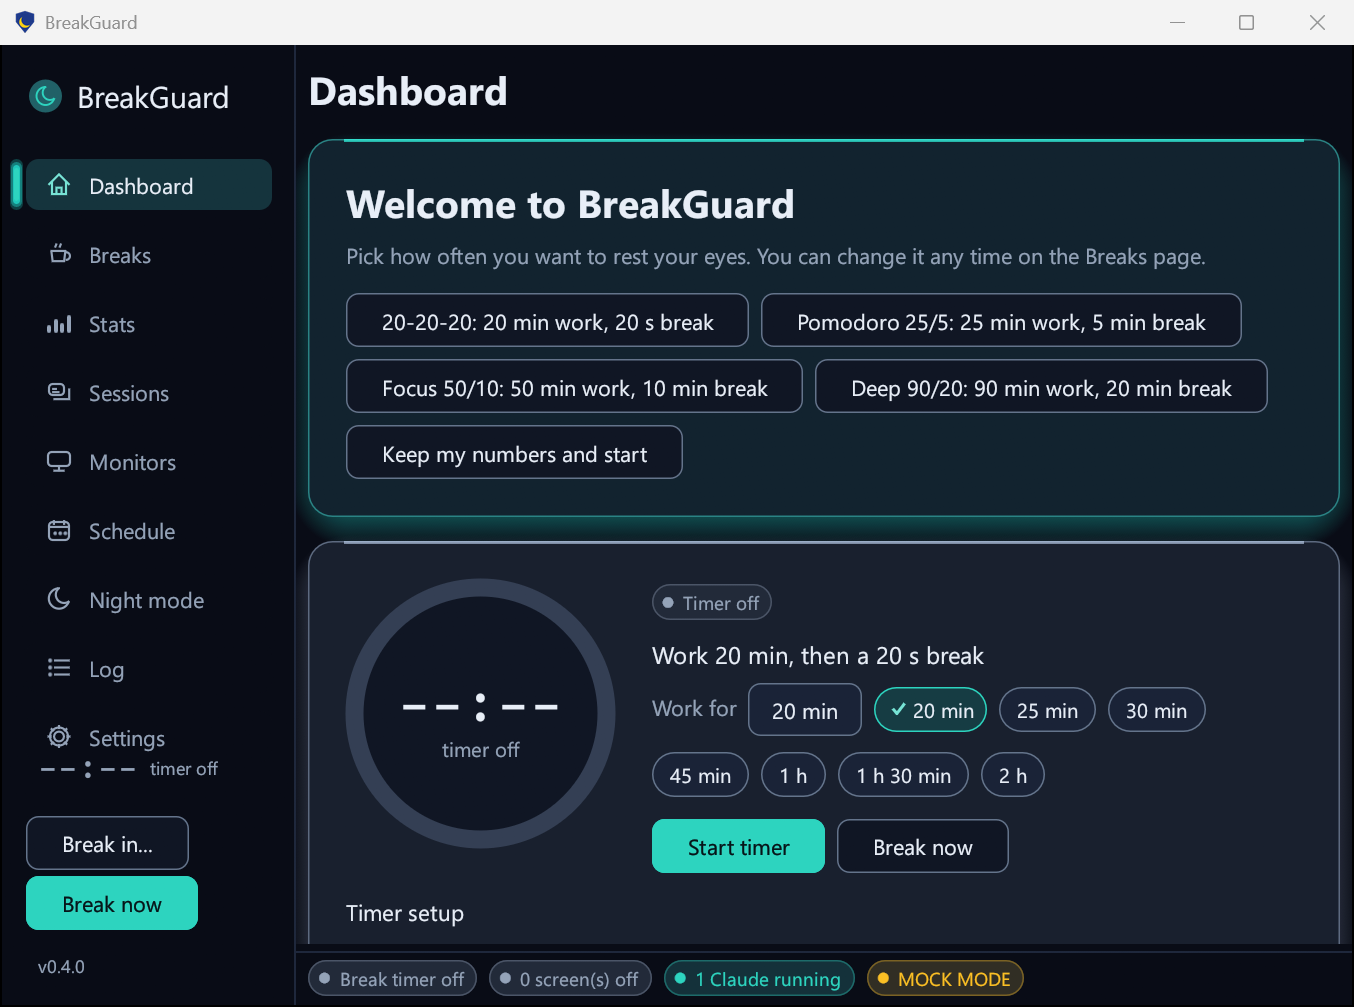 BreakGuard
BreakGuard
Dashboard
Breaks
Stats
Sessions
Monitors
Schedule
Night mode
Log
Settings
--:-- timer off
Break in...
Break now
v0.4.0
Dashboard
Welcome to BreakGuard
Pick how often you want to rest your eyes. You can change it any time on the Breaks page.
20-20-20: 20 min work, 20 s break
Pomodoro 25/5: 25 min work, 5 min break
Focus 50/10: 50 min work, 10 min break
Deep 90/20: 90 min work, 20 min break
Keep my numbers and start
--:--
timer off
Timer off
Work 20 min, then a 20 s break
Work for 20 min ✓ 20 min 25 min 30 min
45 min 1 h 1 h 30 min 2 h
Start timer Break now
Timer setup
Break timer off 0 screen(s) off 1 Claude running MOCK MODE